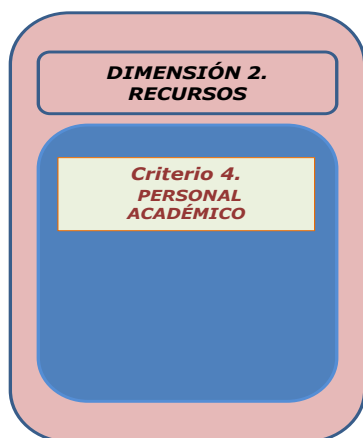 DIMENSIÓN 2.
RECURSOS
Criterio 4.
PERSONAL
ACADÉMICO